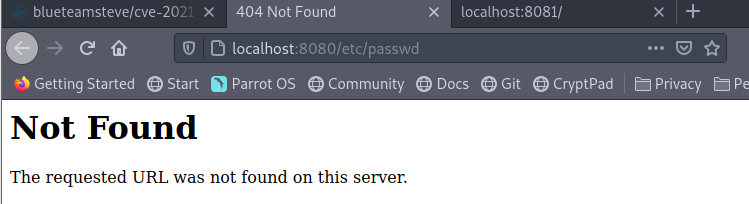 blueteamsteve/cve-2021 404 Not Found localhost:8081/
localhost:8080/etc/passwd
Getting Started Start Parrot OS Community Docs Git CryptPad Privacy Pe
Not Found
The requested URL was not found on this server.